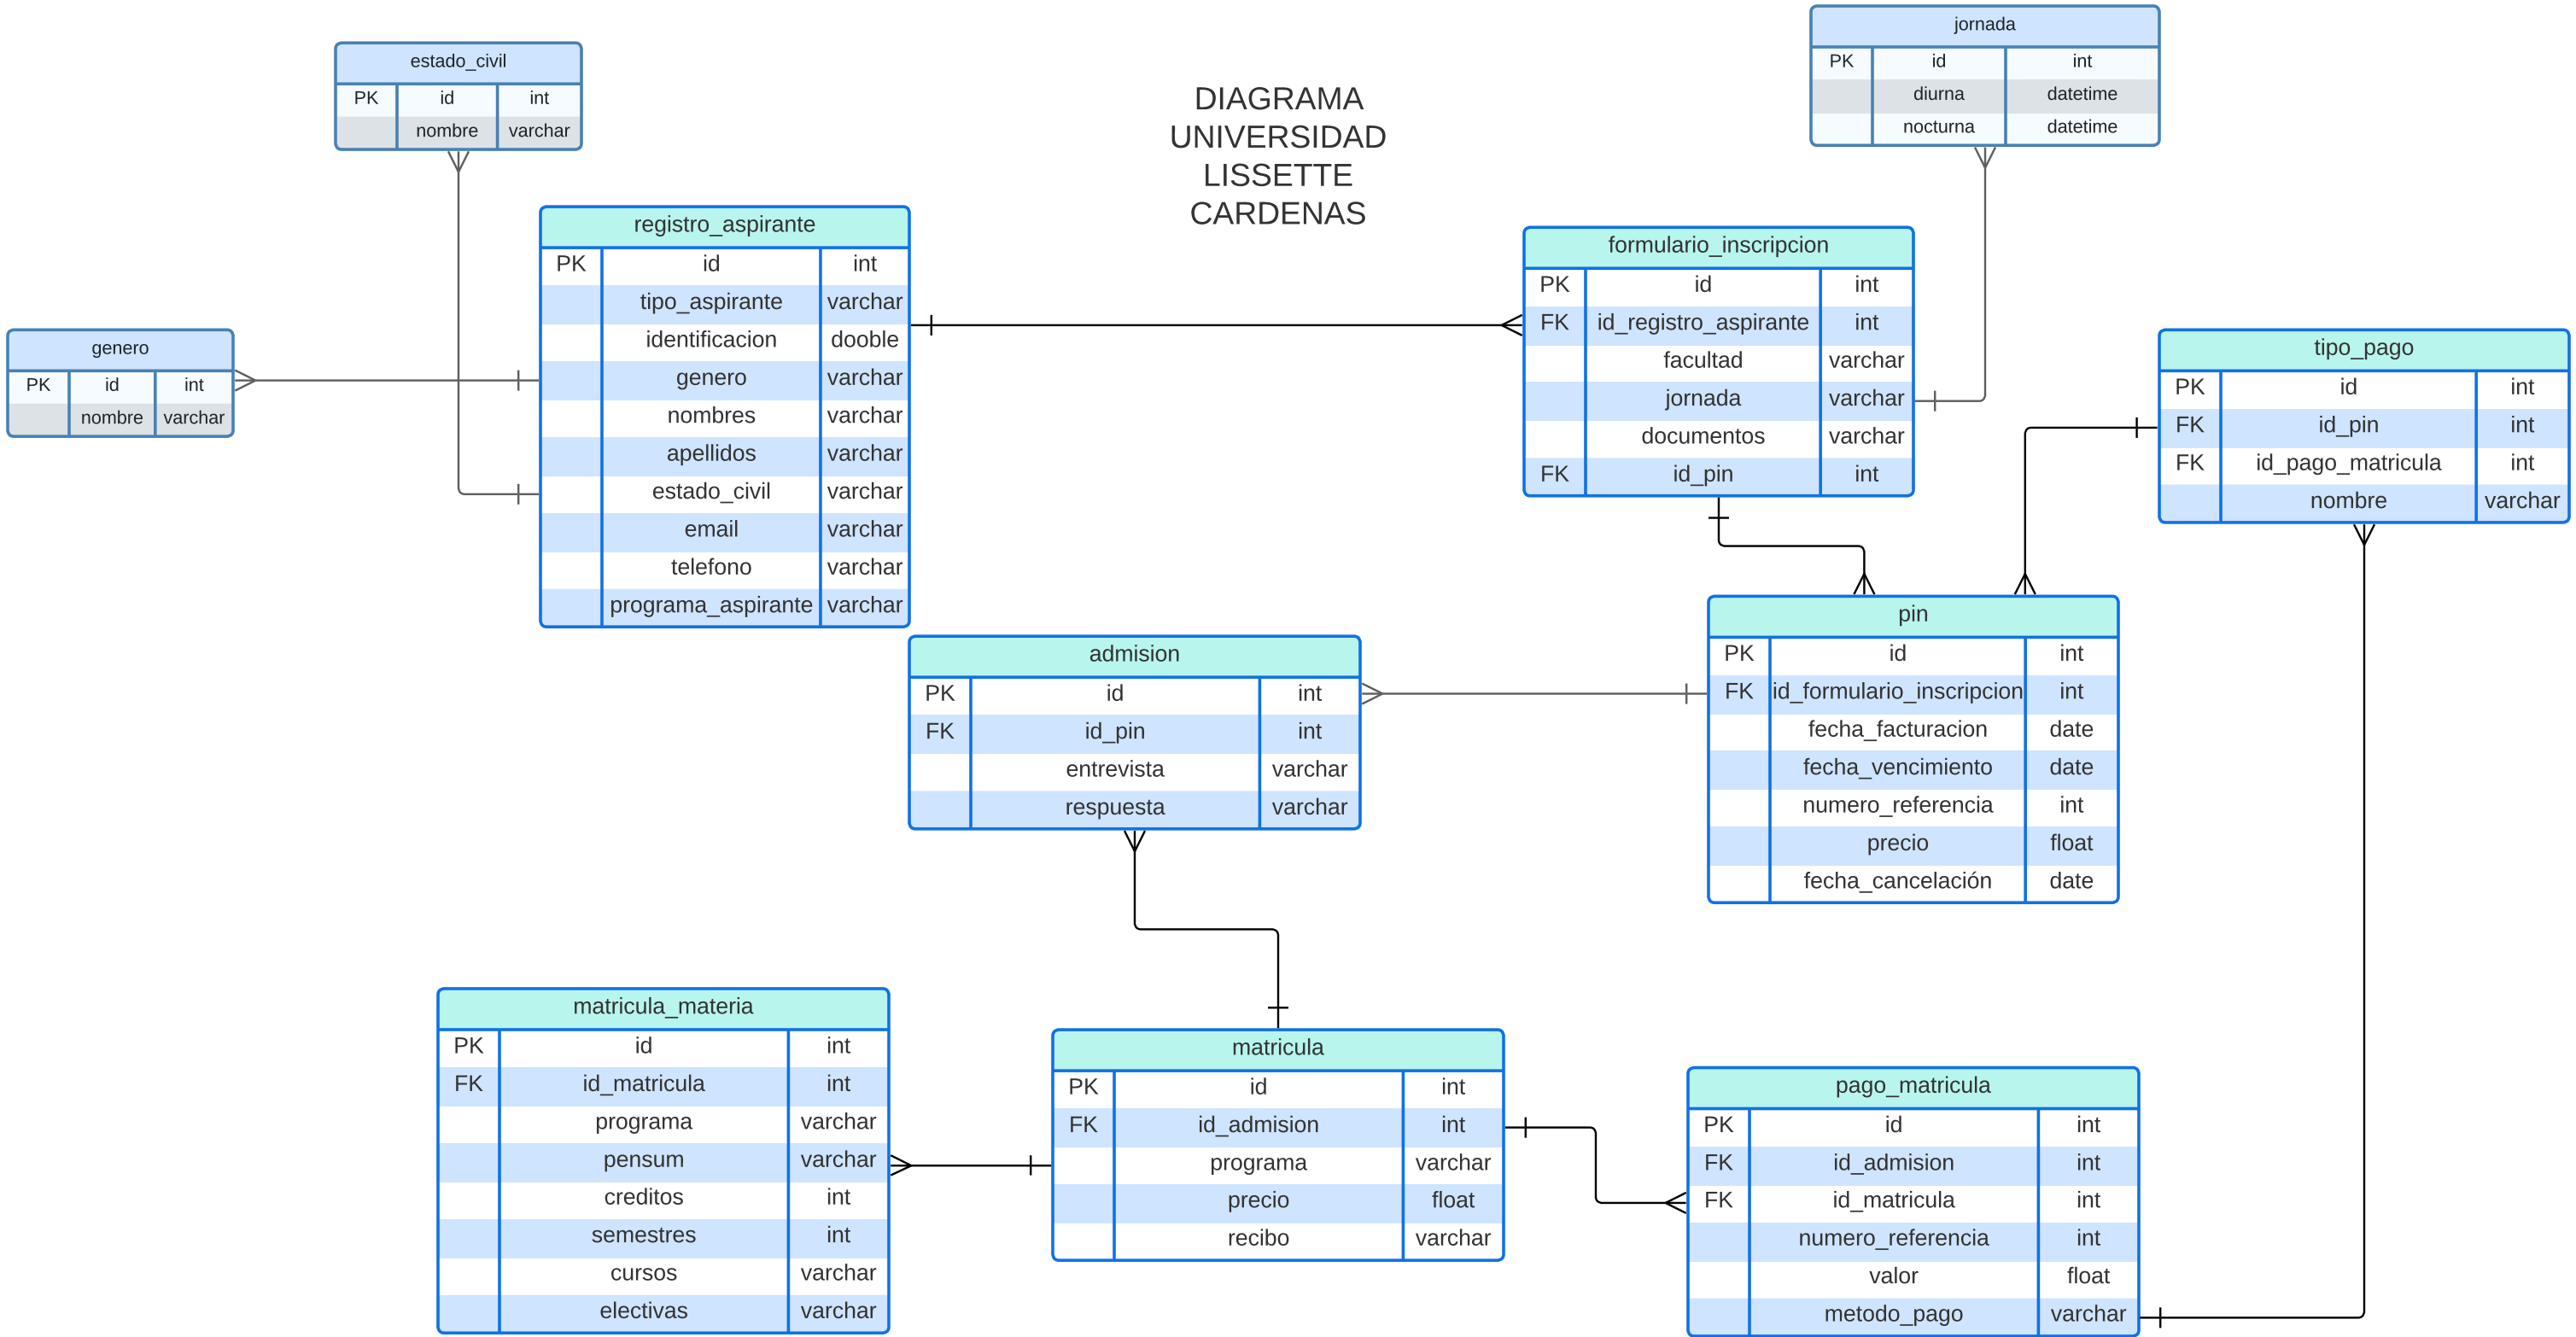 DIAGRAMA
UNIVERSIDAD
LISSETTE
CARDENAS
estado_civil
PK id int
nombre varchar
jornada
PK id int
diurna datetime
nocturna datetime
registro_aspirante
PK id int
tipo_aspirante varchar
identificacion dooble
genero varchar
nombres varchar
apellidos varchar
estado_civil varchar
email varchar
telefono varchar
programa_aspirante varchar
formulario_inscripcion
PK id int
FK id_registro_aspirante int
facultad varchar
jornada varchar
documentos varchar
FK id_pin int
genero
PK id int
nombre varchar
tipo_pago
PK id int
FK id_pin int
FK id_pago_matricula int
nombre varchar
pin
PK id int
FK id_formulario_inscripcion int
fecha_facturacion date
fecha_vencimiento date
numero_referencia int
precio float
fecha_cancelación date
admision
PK id int
FK id_pin int
entrevista varchar
respuesta varchar
matricula_materia
PK id int
FK id_matricula int
programa varchar
pensum varchar
creditos int
semestres int
cursos varchar
electivas varchar
matricula
PK id int
FK id_admision int
programa varchar
precio float
recibo varchar
pago_matricula
PK id int
FK id_admision int
FK id_matricula int
numero_referencia int
valor float
metodo_pago varchar